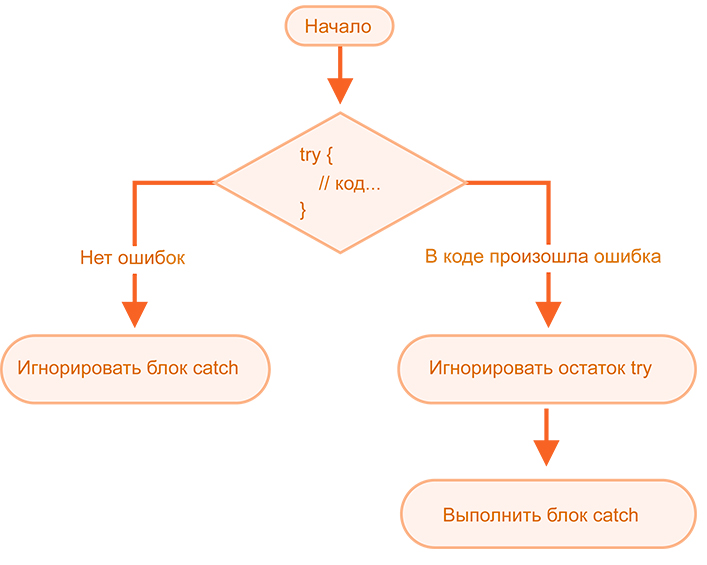 Начало
try {
// код...
}
Нет ошибок
В коде произошла ошибка
Игнорировать блок catch
Игнорировать остаток try
Выполнить блок catch